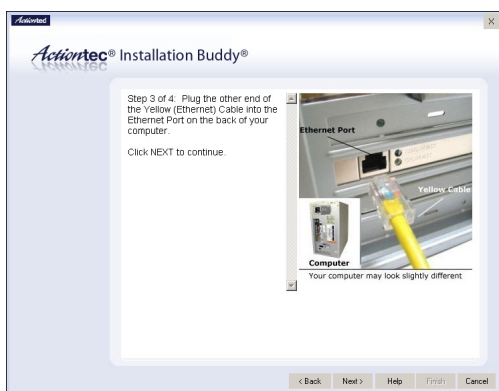 Actiontec
X
Actiontec® Installation Buddy®
Step 3 of 4: Plug the other end of
the Yellow (Ethernet) Cable into the
Ethernet Port on the back of your
computer.
Click NEXT to continue.
Ethernet Port
Yellow Cable
Computer
Your computer may look slightly different
< Back
Next >
Help
Finish
Cancel